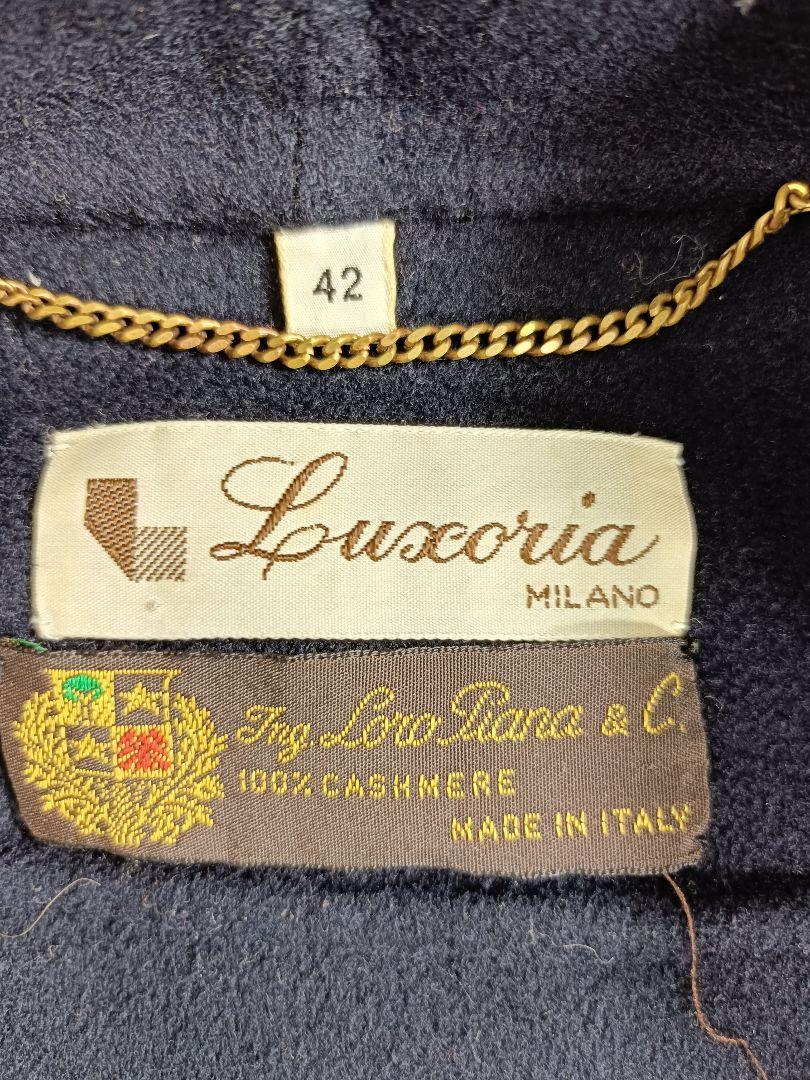 42
Luxoria
MILANO
Ing. Loro Piana & C.
100% CASHMERE
MADE IN ITALY